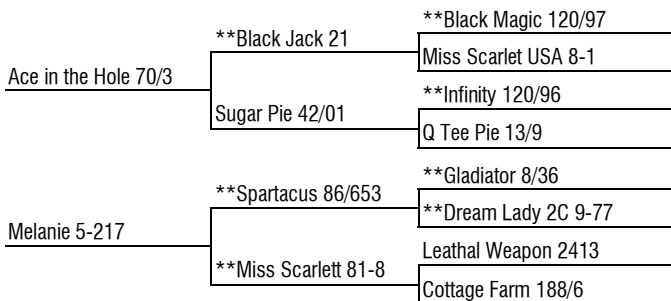 **Black Magic 120/97
**Black Jack 21
Miss Scarlet USA 8-1
Ace in the Hole 70/3
**Infinity 120/96
Sugar Pie 42/01
Q Tee Pie 13/9
**Gladiator 8/36
**Spartacus 86/653
**Dream Lady 2C 9-77
Melanie 5-217
Leathal Weapon 2413
**Miss Scarlett 81-8
Cottage Farm 188/6